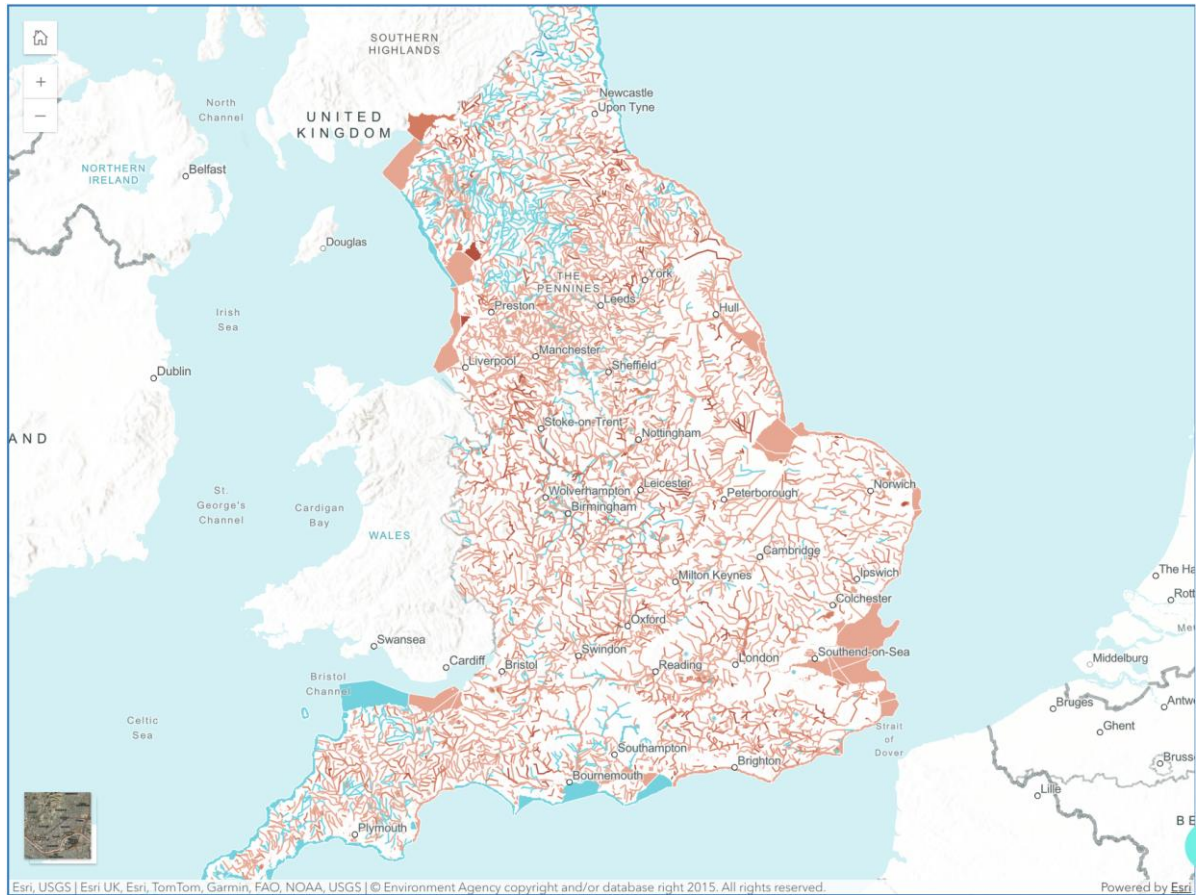 SOUTHERN
HIGHLANDS
North
Channel
UNITED
KINGDOM
Newcastle
Upon Tyne
NORTHERN
IRELAND
Belfast
Douglas
THE
PENNINES
York
Leeds
Preston
Hull
Irish
Sea
Manchester
Liverpool
Sheffield
Dublin
Stoke-on-Trent
Nottingham
AND
St.
George's
Channel
Cardigan
Bay
WALES
Wolverhampton
Birmingham
Leicester
Peterborough
Norwich
Cambridge
Milton Keynes
Ipswich
Colchester
The Ha
Rott
Me
Oxford
Swansea
Cardiff
Bristol
Swindon
Reading
London
Southend-on-Sea
Middelburg
Bristol
Channel
Celtic
Sea
Strait
of
Dover
Bruges
Antw
Ghent
Southampton
Brighton
Bournemouth
Bruss
Lille
BE
Plymouth
Esri, USGS | Esri UK, Esri, TomTom, Garmin, FAO, NOAA, USGS | © Environment Agency copyright and/or database right 2015. All rights reserved.
Powered by Esri